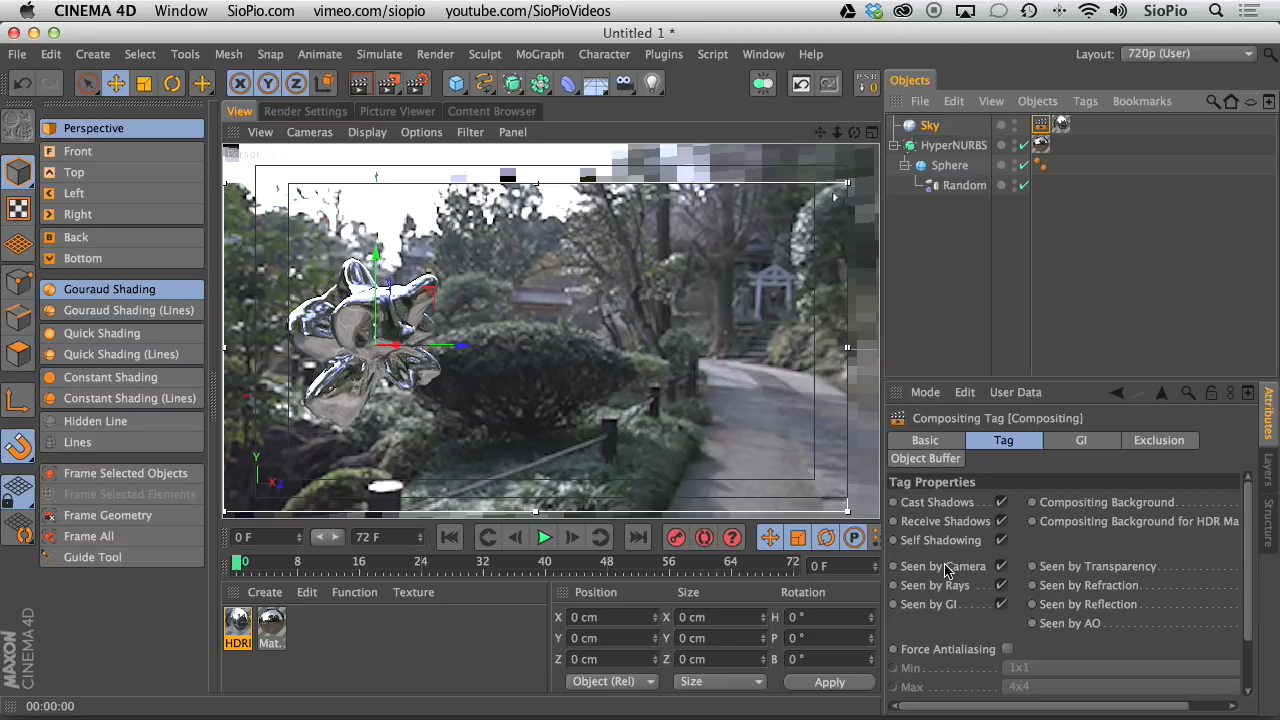 CINEMA 4D Window SioPio.com vimeo.com/siopio youtube.com/SioPioVideos SioPio
Untitled 1 *
File Edit Create Select Tools Mesh Snap Animate Simulate Render Sculpt MoGraph Character Plugins Script Window Help Layout: 720p (User)
X Y Z PSR 0
View Render Settings Picture Viewer Content Browser
View Cameras Display Options Filter Panel
Perspective
F Front
T Top
L Left
R Right
B Back
B Bottom
Gouraud Shading
Gouraud Shading (Lines)
Quick Shading
Quick Shading (Lines)
Constant Shading
Constant Shading (Lines)
Hidden Line
Lines
Frame Selected Objects
Frame Selected Elements
Frame Geometry
Frame All
Guide Tool
Y
X Z
0 F 72 F P
0 8 16 24 32 40 48 56 64 72 0 F
Create Edit Function Texture
HDRI Mat.
Position Size Rotation
X 0 cm X 0 cm H 0 °
Y 0 cm Y 0 cm P 0 °
Z 0 cm Z 0 cm B 0 °
Object (Rel) Size Apply
MAXON
CINEMA 4D
00:00:00
Objects
File Edit View Objects Tags Bookmarks
Sky
HyperNURBS
Sphere
Random
Mode Edit User Data
Compositing Tag [Compositing]
Basic Tag GI Exclusion
Object Buffer
Tag Properties
Cast Shadows Compositing Background
Receive Shadows Compositing Background for HDR Ma
Self Shadowing
Seen by Camera Seen by Transparency
Seen by Rays Seen by Refraction
Seen by GI Seen by Reflection
Seen by AO
Force Antialiasing
Min 1x1
Max 4x4
Attributes
Layers
Structure